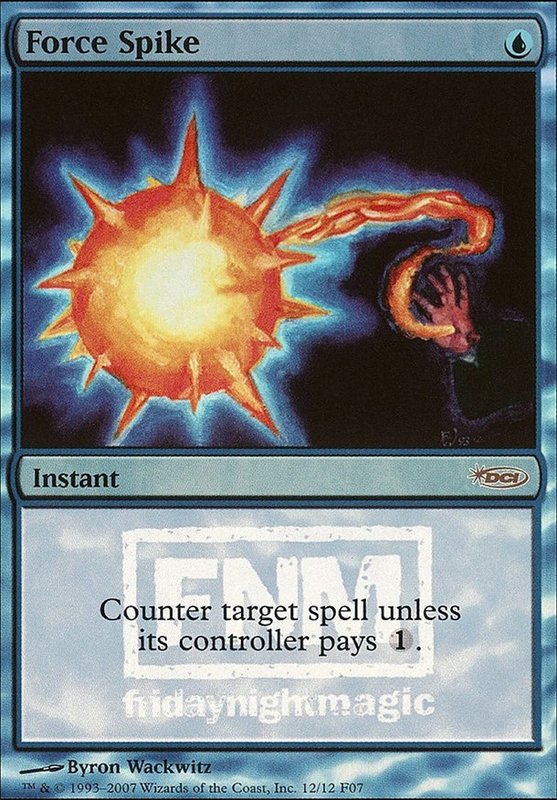 Force Spike
Instant
DCI
FNM
Counter target spell unless
its controller pays 1.
fridaynightmagic
Byron Wackwitz
™ & © 1993–2007 Wizards of the Coast, Inc. 12/12 F07